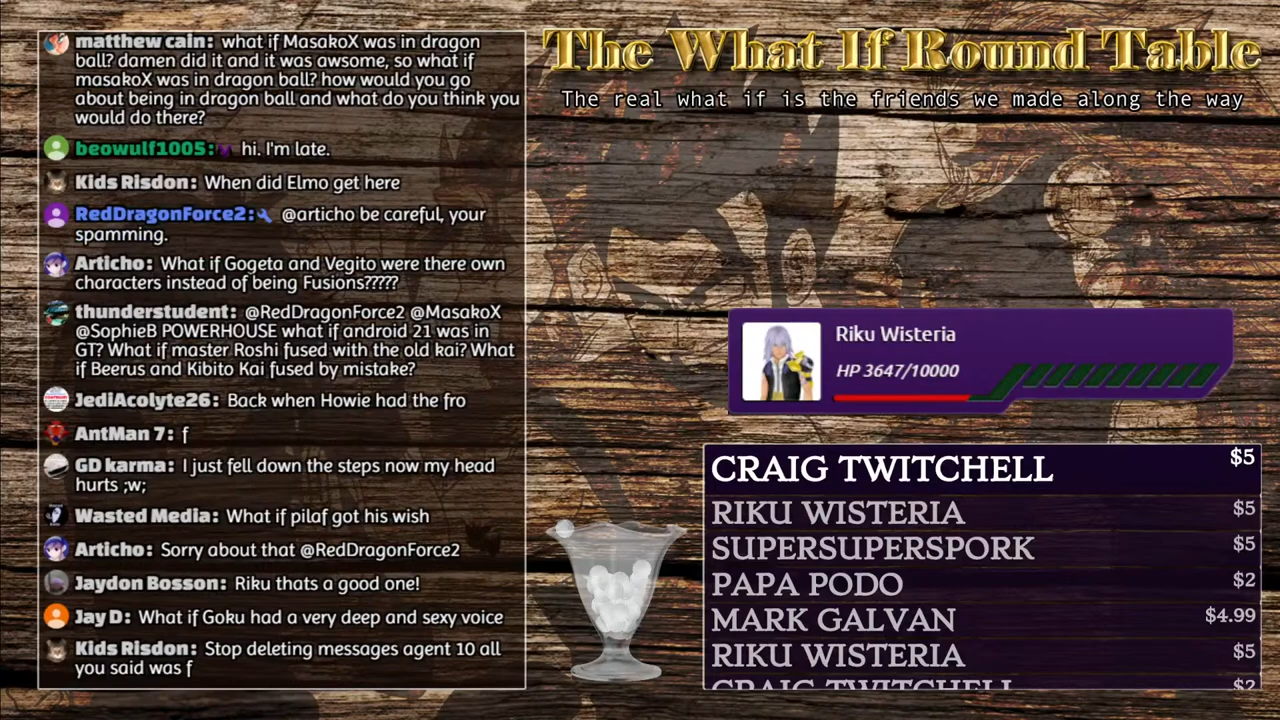 matthew cain: what if MasakoX was in dragon
ball? damen did it and it was awsome, so what if
masakoX was in dragon ball? how would you go
about being in dragon ball and what do you think you
would do there?
beowulf1005: hi. I'm late.
Kids Risdon: When did Elmo get here
RedDragonForce2: @articho be careful, your
spamming.
Articho: What if Gogeta and Vegito were there own
characters instead of being Fusions?????
thunderstudent: @RedDragonForce2 @MasakoX
@SophieB POWERHOUSE what if android 21 was in
GT? What if master Roshi fused with the old kai? What
if Beerus and Kibito Kai fused by mistake?
JediAcolyte26: Back when Howie had the fro
AntMan 7: f
GD karma: I just fell down the steps now my head
hurts ;w;
Wasted Media: What if pilaf got his wish
Articho: Sorry about that @RedDragonForce2
Jaydon Bosson: Riku thats a good one!
Jay D: What if Goku had a very deep and sexy voice
Kids Risdon: Stop deleting messages agent 10 all
you said was f
The What If Round Table
The real what if is the friends we made along the way
Riku Wisteria
HP 3647/10000
CRAIG TWITCHELL $5
RIKU WISTERIA $5
SUPERSUPERSPORK $5
PAPA PODO $2
MARK GALVAN $4.99
RIKU WISTERIA $5
CRAIG TWITCHELL $2